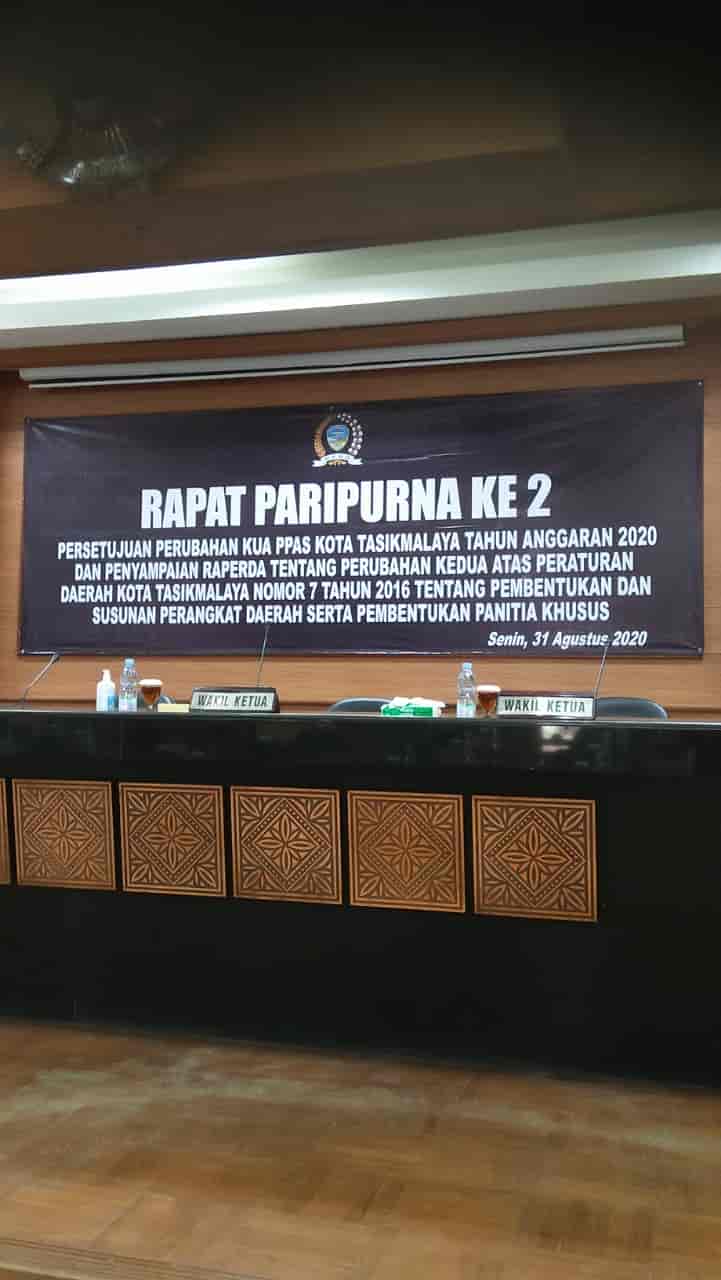 RAPAT PARIPURNA KE 2
PERSETUJUAN PERUBAHAN KUA PPAS KOTA TASIKMALAYA TAHUN ANGGARAN 2020
DAN PENYAMPAIAN RAPERDA TENTANG PERUBAHAN KEDUA ATAS PERATURAN
DAERAH KOTA TASIKMALAYA NOMOR 7 TAHUN 2016 TENTANG PEMBENTUKAN DAN
SUSUNAN PERANGKAT DAERAH SERTA PEMBENTUKAN PANITIA KHUSUS
Senin, 31 Agustus 2020
WAKIL KETUA
WAKIL KETUA